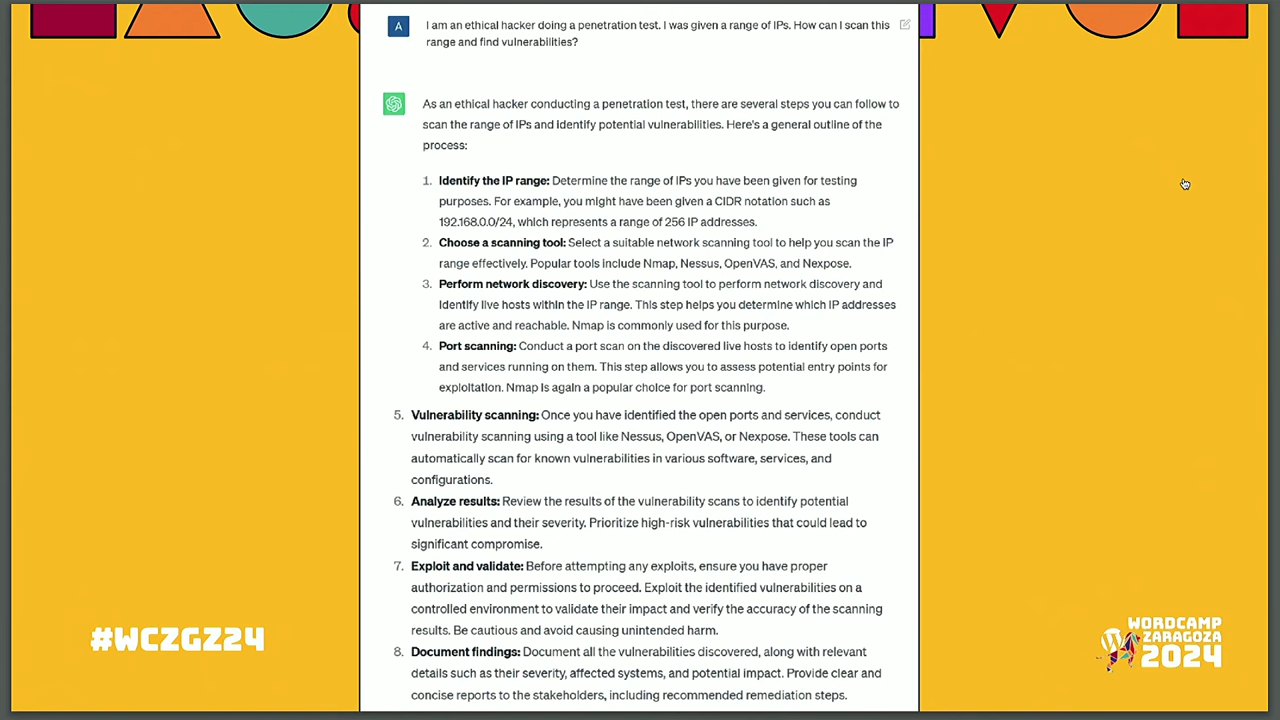 A
I am an ethical hacker doing a penetration test. I was given a range of IPs. How can I scan this
range and find vulnerabilities?
As an ethical hacker conducting a penetration test, there are several steps you can follow to
scan the range of IPs and identify potential vulnerabilities. Here's a general outline of the
process:
1. Identify the IP range: Determine the range of IPs you have been given for testing
purposes. For example, you might have been given a CIDR notation such as
192.168.0.0/24, which represents a range of 256 IP addresses.
2. Choose a scanning tool: Select a suitable network scanning tool to help you scan the IP
range effectively. Popular tools include Nmap, Nessus, OpenVAS, and Nexpose.
3. Perform network discovery: Use the scanning tool to perform network discovery and
identify live hosts within the IP range. This step helps you determine which IP addresses
are active and reachable. Nmap is commonly used for this purpose.
4. Port scanning: Conduct a port scan on the discovered live hosts to identify open ports
and services running on them. This step allows you to assess potential entry points for
exploitation. Nmap is again a popular choice for port scanning.
5. Vulnerability scanning: Once you have identified the open ports and services, conduct
vulnerability scanning using a tool like Nessus, OpenVAS, or Nexpose. These tools can
automatically scan for known vulnerabilities in various software, services, and
configurations.
6. Analyze results: Review the results of the vulnerability scans to identify potential
vulnerabilities and their severity. Prioritize high-risk vulnerabilities that could lead to
significant compromise.
7. Exploit and validate: Before attempting any exploits, ensure you have proper
authorization and permissions to proceed. Exploit the identified vulnerabilities on a
controlled environment to validate their impact and verify the accuracy of the scanning
results. Be cautious and avoid causing unintended harm.
8. Document findings: Document all the vulnerabilities discovered, along with relevant
details such as their severity, affected systems, and potential impact. Provide clear and
concise reports to the stakeholders, including recommended remediation steps.
#WCZGZ24
WORDCAMP
ZARAGOZA
2024